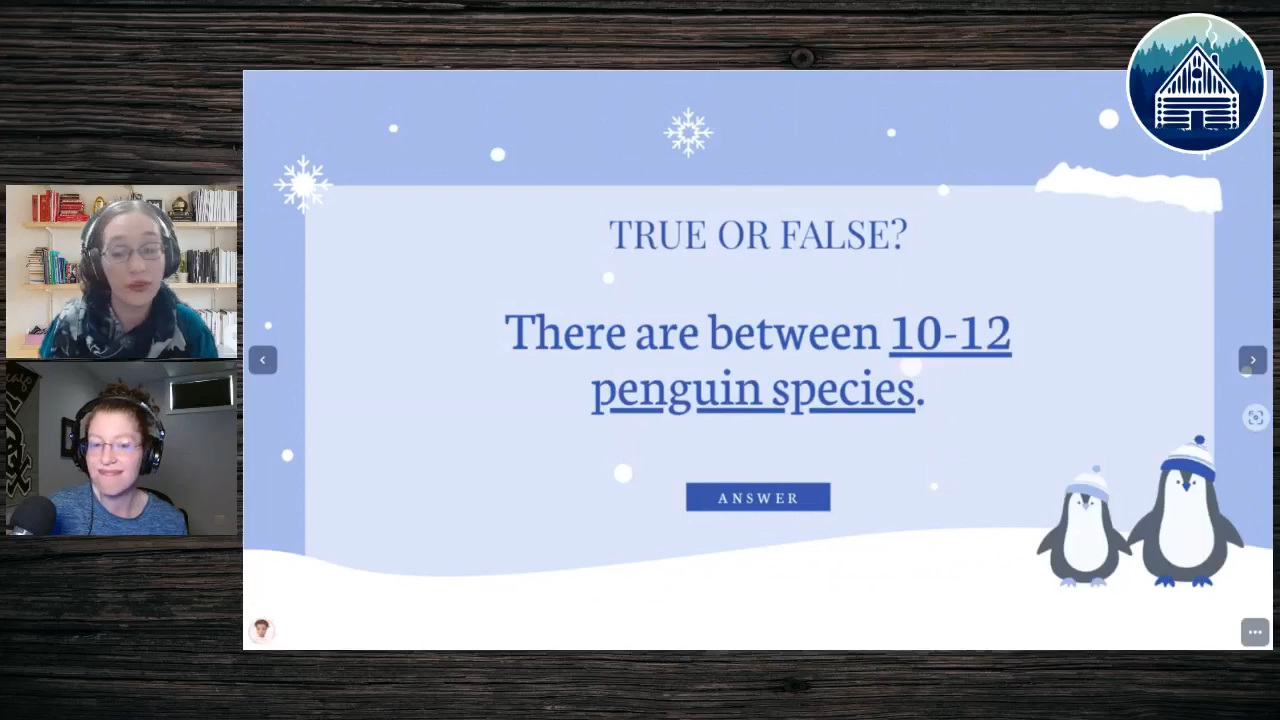 TRUE OR FALSE?
There are between 10-12
penguin species.
ANSWER